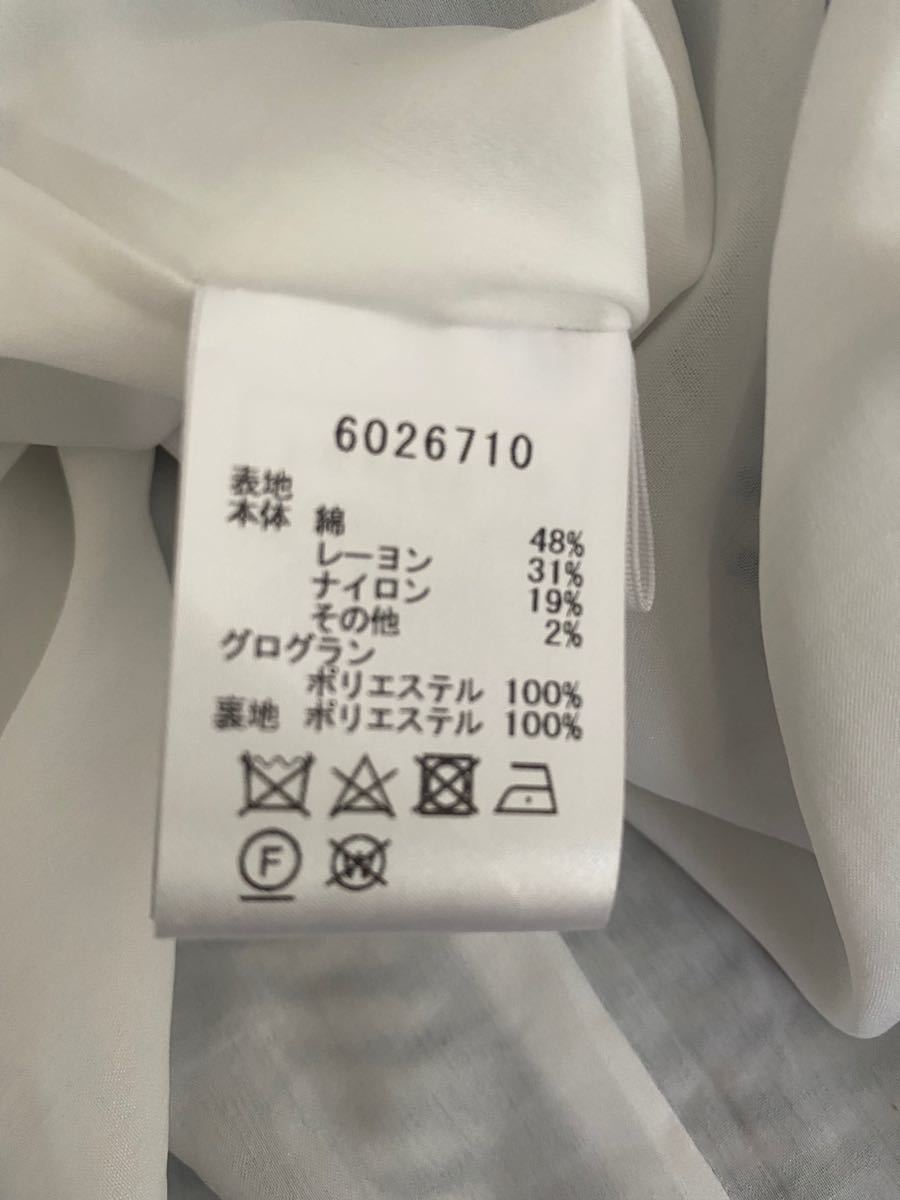 6026710
表地
本体 綿 48%
レーヨン 31%
ナイロン 19%
その他 2%
グログラン
ポリエステル 100%
裏地 ポリエステル 100%
F W